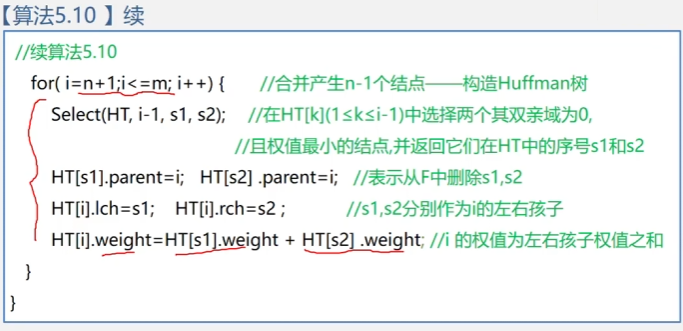 【算法5.10 】续
//续算法5.10
for( i=n+1;i<=m; i++) { //合并产生n-1个结点——构造Huffman树
Select(HT, i-1, s1, s2); //在HT[k](1≤k≤i-1)中选择两个其双亲域为0,
//且权值最小的结点,并返回它们在HT中的序号s1和s2
HT[s1].parent=i; HT[s2] .parent=i; //表示从F中删除s1,s2
HT[i].lch=s1; HT[i].rch=s2 ; //s1,s2分别作为i的左右孩子
HT[i].weight=HT[s1].weight + HT[s2] .weight; //i 的权值为左右孩子权值之和
}
}